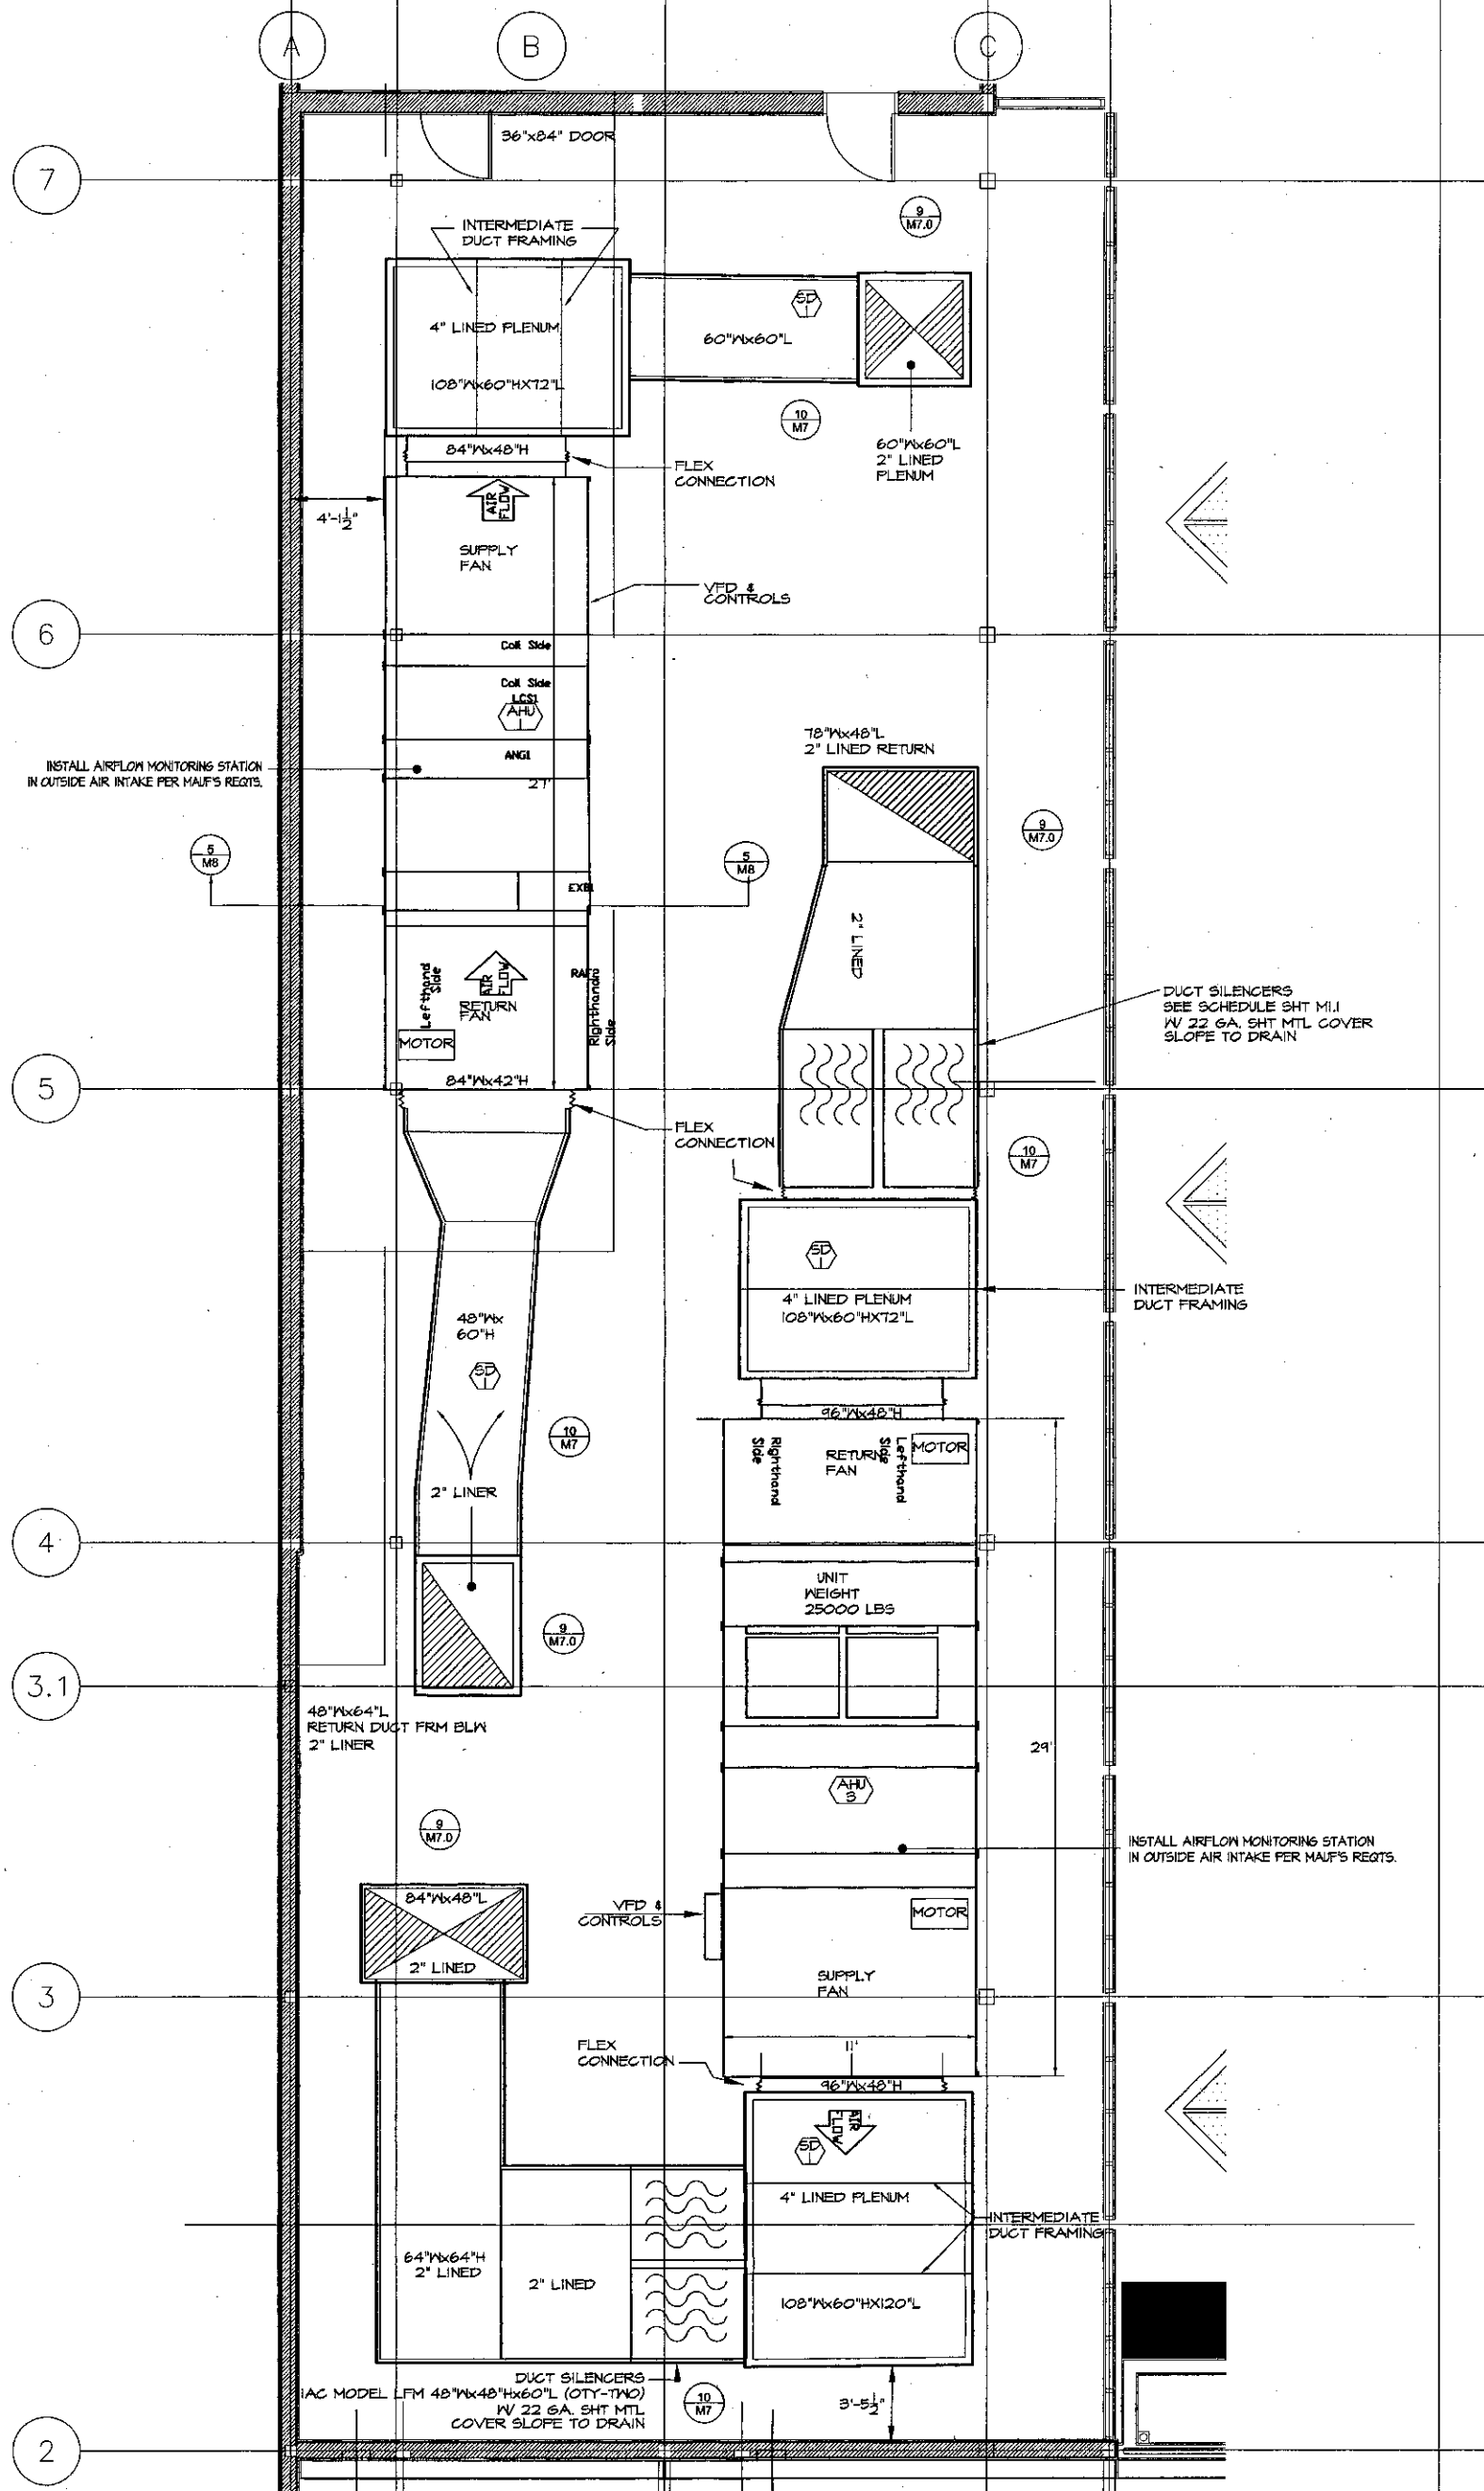 A
B
C
36"x84" DOOR
7
9
M7.0
INTERMEDIATE
DUCT FRAMING
SD
1
4" LINED PLENUM
60"Wx60"L
108"Wx60"HX72"L
10
M7
84"Wx48"H
60"Wx60"L
2" LINED
PLENUM
FLEX
CONNECTION
AIR
FLOW
4'-1½"
SUPPLY
FAN
VFD &
CONTROLS
6
Coil Side
Coil Side
LCS1
AHU
1
78"Wx48"L
2" LINED RETURN
ANG1
INSTALL AIRFLOW MONITORING STATION
IN OUTSIDE AIR INTAKE PER MAUF'S REQTS.
27'
9
M7.0
5
M8
5
M8
EXB1
2" LINED
Lefthand
Side
AIR
FLOW
RETURN
FAN
Righthand
Side
MOTOR
DUCT SILENCERS
SEE SCHEDULE SHT M1.1
W/ 22 GA. SHT MTL COVER
SLOPE TO DRAIN
5
84"Wx42"H
FLEX
CONNECTION
10
M7
SD
1
4" LINED PLENUM
108"Wx60"HX72"L
INTERMEDIATE
DUCT FRAMING
48"Wx
60"H
SD
1
96"Wx48"H
10
M7
Righthand
Side
RETURN
FAN
Lefthand
Side
MOTOR
2" LINER
4
UNIT
WEIGHT
25000 LBS
9
M7.0
3.1
48"Wx64"L
RETURN DUCT FRM BLW
2" LINER
29'
AHU
3
9
M7.0
INSTALL AIRFLOW MONITORING STATION
IN OUTSIDE AIR INTAKE PER MAUF'S REQTS.
84"Wx48"L
VFD &
CONTROLS
MOTOR
2" LINED
SUPPLY
FAN
3
11'
FLEX
CONNECTION
96"Wx48"H
AIR
FLOW
SD
1
4" LINED PLENUM
INTERMEDIATE
DUCT FRAMING
64"Wx64"H
2" LINED
2" LINED
108"Wx60"HX120"L
DUCT SILENCERS
IAC MODEL LFM 48"Wx48"Hx60"L (QTY-TWO)
W/ 22 GA. SHT MTL
COVER SLOPE TO DRAIN
10
M7
3'-5½"
2